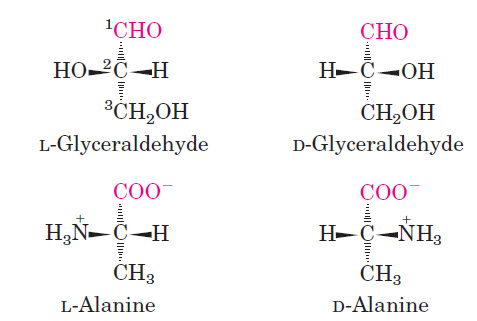 ¹CHO
HO–²C–H
³CH₂OH
L-Glyceraldehyde
CHO
H–C–OH
CH₂OH
D-Glyceraldehyde
COO⁻
H₃N⁺–C–H
CH₃
L-Alanine
COO⁻
H–C–N⁺H₃
CH₃
D-Alanine